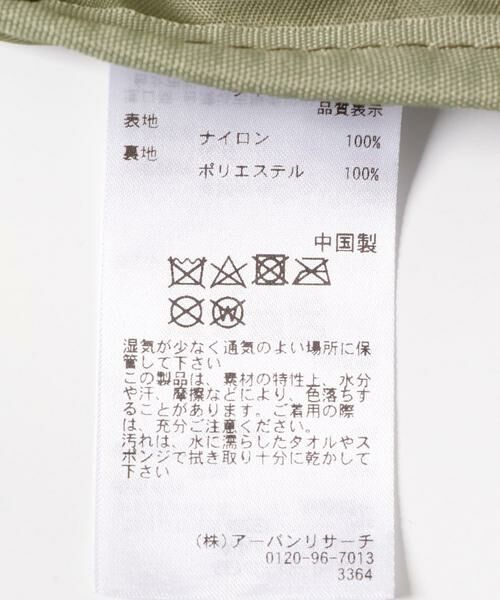 品質表示
表地
ナイロン 100%
裏地
ポリエステル 100%
中国製
湿気が少なく通気のよい場所に保
管して下さい
この製品は、素材の特性上、水分
や汗、摩擦などにより、色落ちす
ることがあります。ご着用の際
は、充分ご注意ください。
汚れは、水に濡らしたタオルやス
ポンジで拭き取り十分に乾かして
下さい
(株)アーバンリサーチ
0120-96-7013
3364